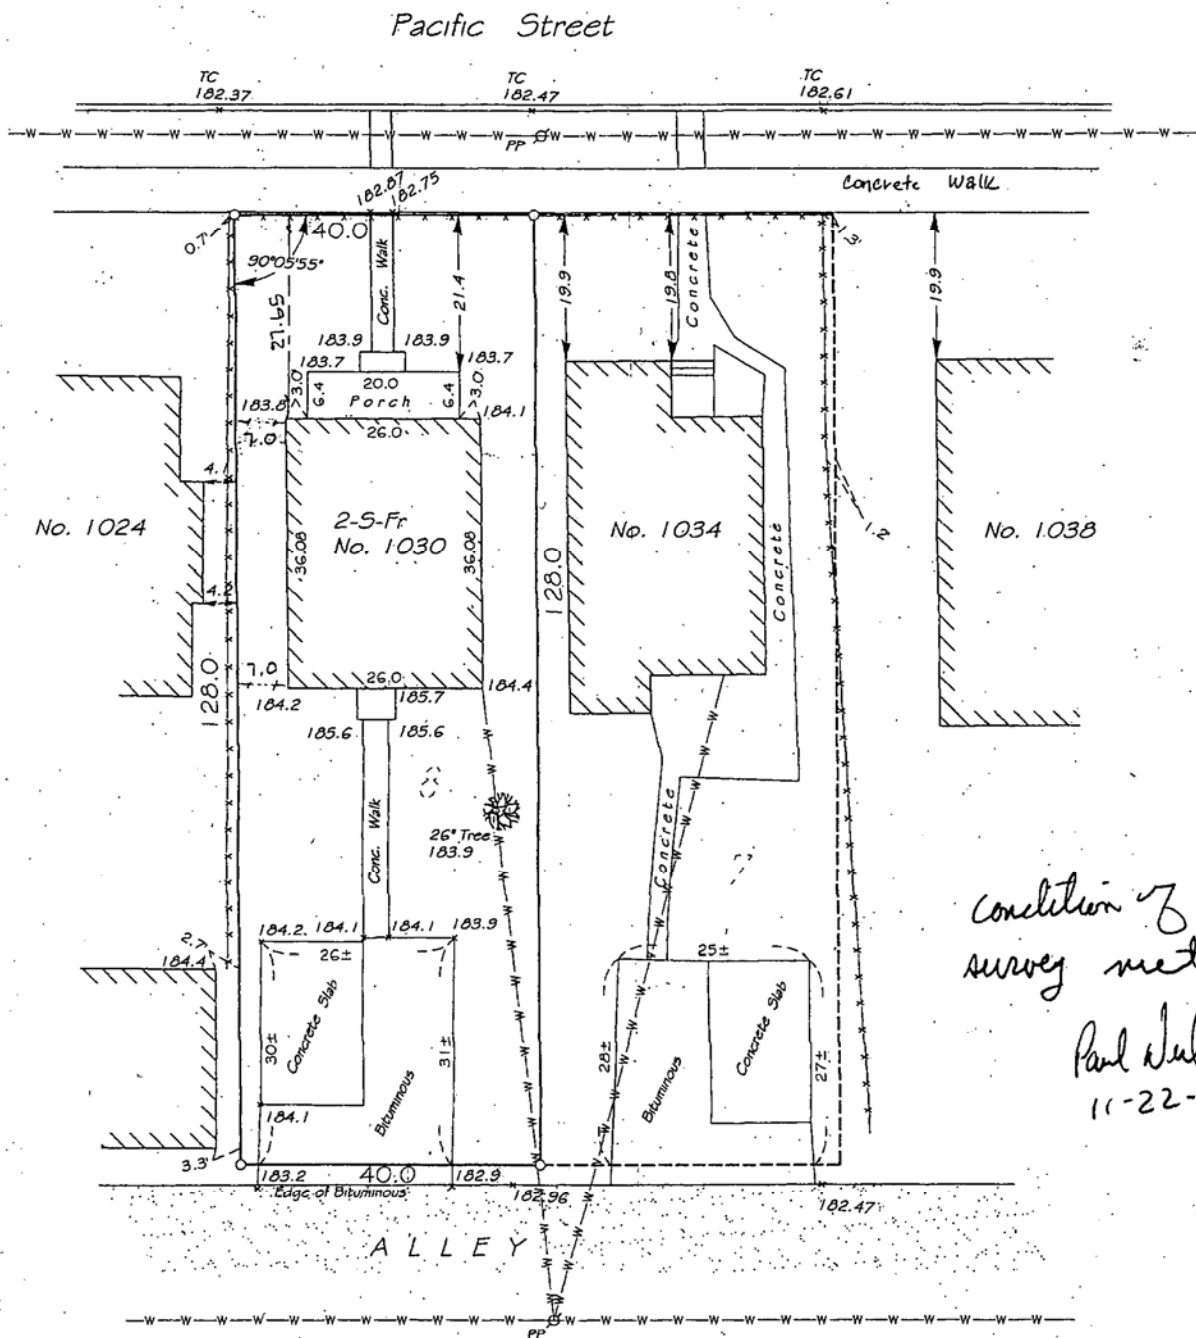 Pacific Street
TC TC TC
182.37 182.47 182.61
W W W W W W W W PP W W W W W W W W W W
Concrete Walk
182.87 182.75
0.7' 40.0 1.3'
90°05'55"
27.65 Conc. Walk 21.4 19.9 19.8 Concrete 19.9
183.9 183.9
183.7 183.7
3.0' 6.4 20.0 6.4 3.0'
Porch
183.8 184.1
7.0 26.0
4.1
No. 1024
2-S-Fr.
No. 1030
No. 1034
No. 1038
36.08 36.08
128.0
Concrete
1.2
4.2
128.0
7.0 26.0 184.4
184.2 185.7
185.6 185.6
Conc. Walk
26" Tree
183.9
Concrete
184.2 184.1 184.1 183.9
2.7'
184.4
26± 25±
30± Concrete Slab 31± 28± Concrete Slab 27±
Bituminous Bituminous
184.1
3.3'
183.2 40.0 182.9
Edge of Bituminous
182.96 182.47
ALLEY
W W W W W W W W W W W W W W W W W W
PP
condition of
survey
Paul
11-22-